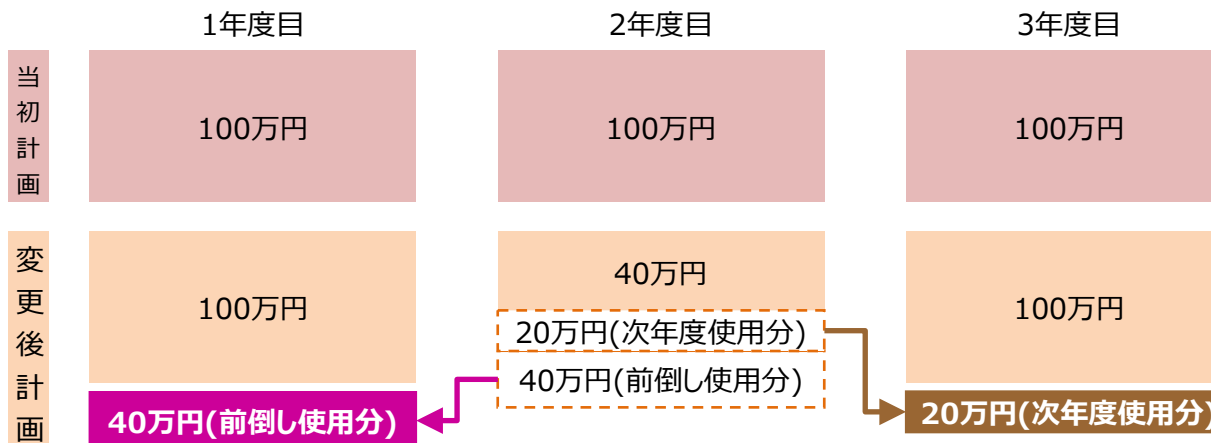 1年度目
2年度目
3年度目
当初計画
100万円
100万円
100万円
変更後計画
100万円
40万円
20万円(次年度使用分)
40万円(前倒し使用分)
100万円
40万円(前倒し使用分)
20万円(次年度使用分)